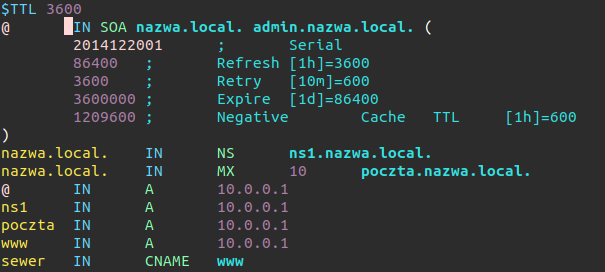 $TTL 3600
@ IN SOA nazwa.local. admin.nazwa.local. (
2014122001 ; Serial
86400 ; Refresh [1h]=3600
3600 ; Retry [10m]=600
3600000 ; Expire [1d]=86400
1209600 ; Negative Cache TTL [1h]=600
)
nazwa.local. IN NS ns1.nazwa.local.
nazwa.local. IN MX 10 poczta.nazwa.local.
@ IN A 10.0.0.1
ns1 IN A 10.0.0.1
poczta IN A 10.0.0.1
www IN A 10.0.0.1
sewer IN CNAME www